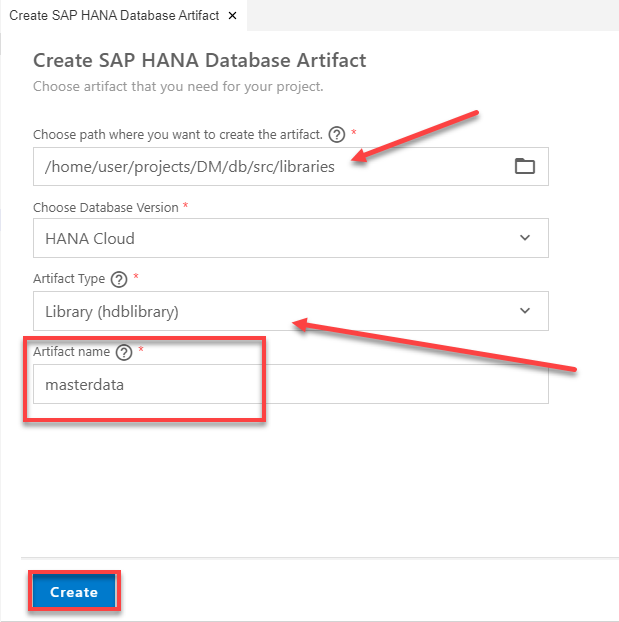 Create SAP HANA Database Artifact ×
Create SAP HANA Database Artifact
Choose artifact that you need for your project.
Choose path where you want to create the artifact. ? *
/home/user/projects/DM/db/src/libraries
Choose Database Version *
HANA Cloud
Artifact Type ? *
Library (hdblibrary)
Artifact name ? *
masterdata
Create